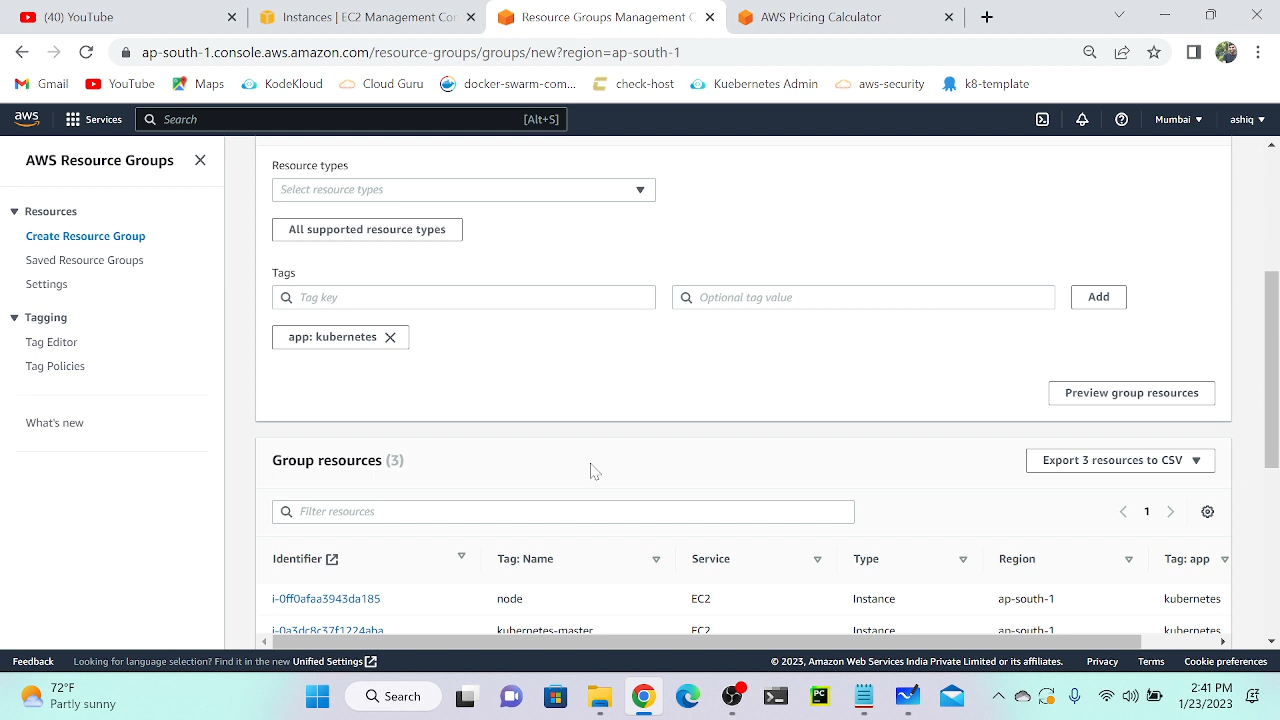 (40) YouTube
Instances | EC2 Management Co
Resource Groups Management C
AWS Pricing Calculator
ap-south-1.console.aws.amazon.com/resource-groups/groups/new?region=ap-south-1
Gmail
YouTube
Maps
KodeKloud
Cloud Guru
docker-swarm-com...
check-host
Kubernetes Admin
aws-security
k8-template
aws
Services
Search
[Alt+S]
Mumbai
ashiq
AWS Resource Groups
Resources
Create Resource Group
Saved Resource Groups
Settings
Tagging
Tag Editor
Tag Policies
What's new
Resource types
Select resource types
All supported resource types
Tags
Tag key
Optional tag value
Add
app: kubernetes
Preview group resources
Group resources (3)
Export 3 resources to CSV
Filter resources
1
Identifier
Tag: Name
Service
Type
Region
Tag: app
i-0ff0afaa3943da185
node
EC2
Instance
ap-south-1
kubernetes
i-0a3dc8c37f1224aba
kubernetes-master
EC2
Instance
ap-south-1
kubernetes
Feedback
Looking for language selection? Find it in the new Unified Settings
© 2023, Amazon Web Services India Private Limited or its affiliates.
Privacy
Terms
Cookie preferences
72°F
Partly sunny
Search
PC
2:41 PM
1/23/2023